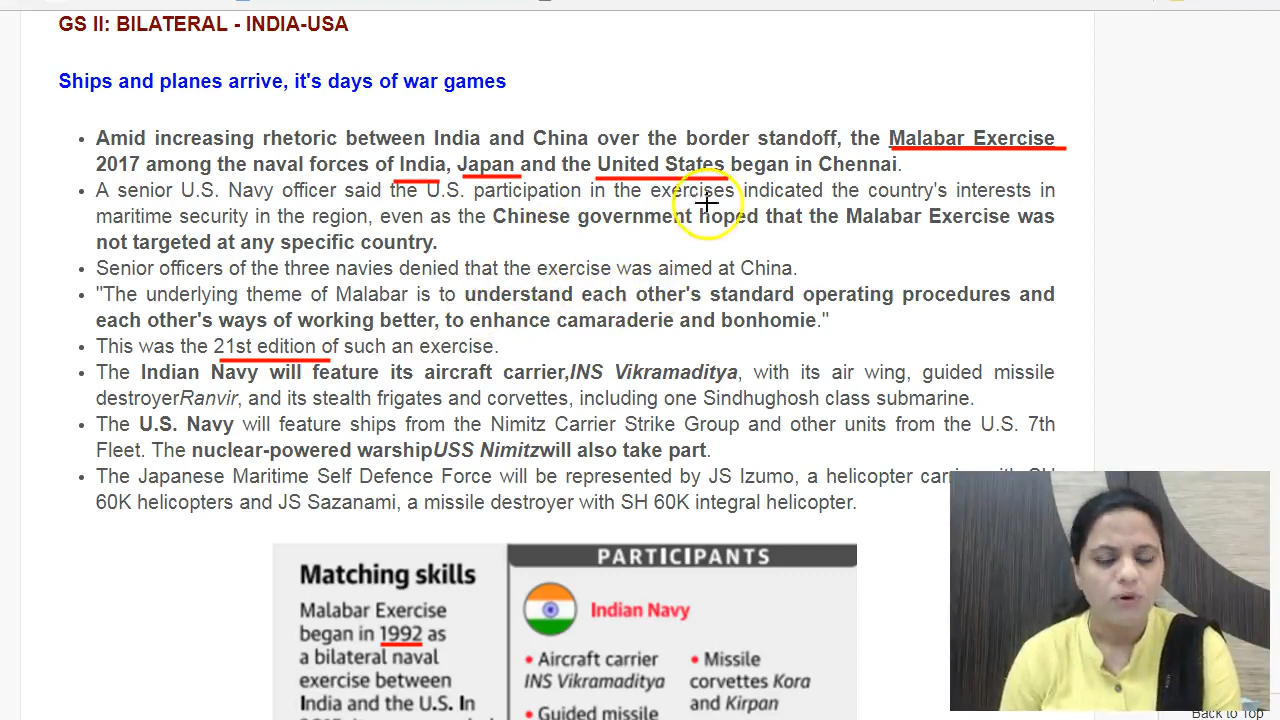 GS II: BILATERAL - INDIA-USA
Ships and planes arrive, it's days of war games
• Amid increasing rhetoric between India and China over the border standoff, the Malabar Exercise
2017 among the naval forces of India, Japan and the United States began in Chennai.
• A senior U.S. Navy officer said the U.S. participation in the exercises indicated the country's interests in
maritime security in the region, even as the Chinese government hoped that the Malabar Exercise was
not targeted at any specific country.
• Senior officers of the three navies denied that the exercise was aimed at China.
• "The underlying theme of Malabar is to understand each other's standard operating procedures and
each other's ways of working better, to enhance camaraderie and bonhomie."
• This was the 21st edition of such an exercise.
• The Indian Navy will feature its aircraft carrier,INS Vikramaditya, with its air wing, guided missile
destroyerRanvir, and its stealth frigates and corvettes, including one Sindhughosh class submarine.
• The U.S. Navy will feature ships from the Nimitz Carrier Strike Group and other units from the U.S. 7th
Fleet. The nuclear-powered warshipUSS Nimitzwill also take part.
• The Japanese Maritime Self Defence Force will be represented by JS Izumo, a helicopter
60K helicopters and JS Sazanami, a missile destroyer with SH 60K integral helicopter.
Matching skills
Malabar Exercise
began in 1992 as
a bilateral naval
exercise between
India and the U.S. In
PARTICIPANTS
Indian Navy
• Aircraft carrier
INS Vikramaditya
• Guided missile
• Missile
corvettes Kora
and Kirpan
Back to Top